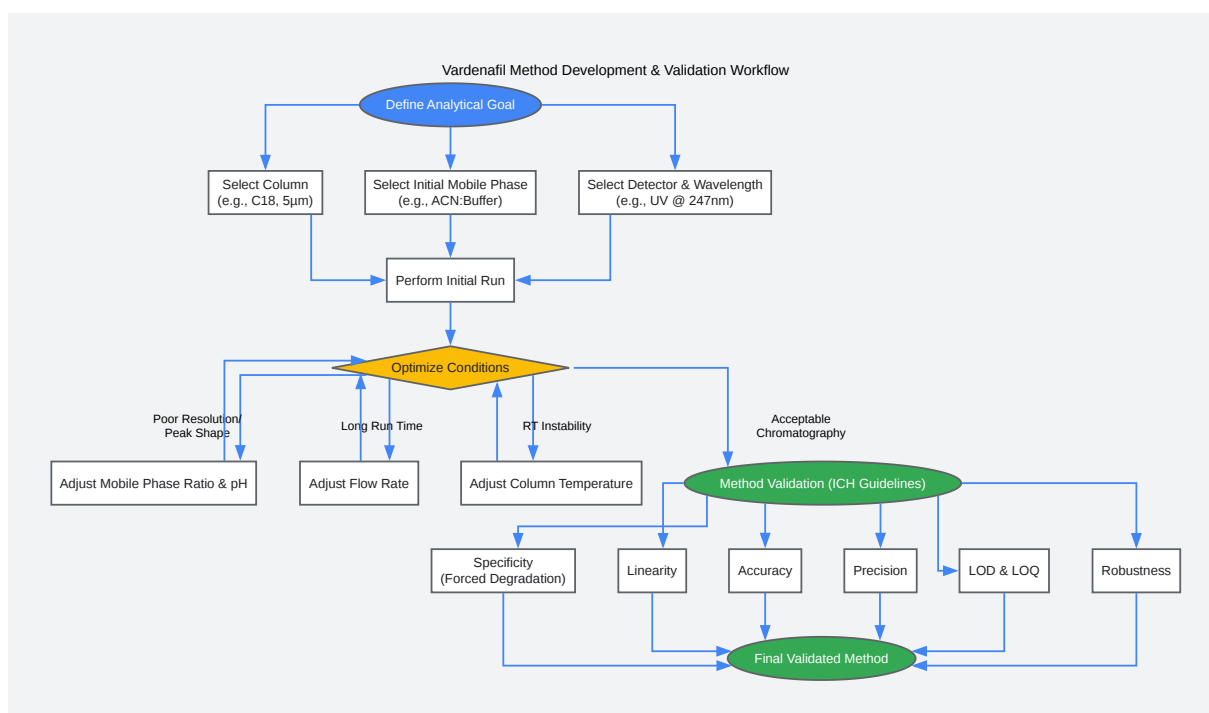 Vardenafil Method Development & Validation Workflow
Define Analytical Goal
Select Column
(e.g., C18, 5µm)
Select Initial Mobile Phase
(e.g., ACN:Buffer)
Select Detector & Wavelength
(e.g., UV @ 247nm)
Perform Initial Run
Optimize Conditions
Poor Resolution/
Peak Shape
Long Run Time
RT Instability
Acceptable
Chromatography
Adjust Mobile Phase Ratio & pH
Adjust Flow Rate
Adjust Column Temperature
Method Validation (ICH Guidelines)
Specificity
(Forced Degradation)
Linearity
Accuracy
Precision
LOD & LOQ
Robustness
Final Validated Method